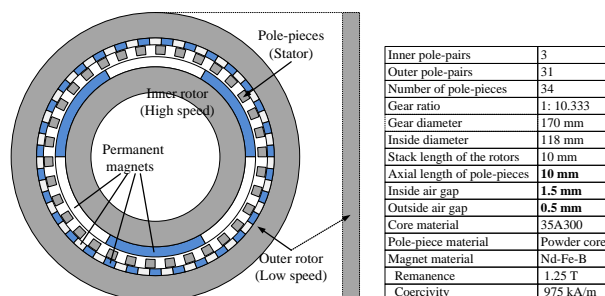 Pole-pieces
(Stator)
Inner rotor
(High speed)
Permanent
magnets
Outer rotor
(Low speed)
Inner pole-pairs 3
Outer pole-pairs 31
Number of pole-pieces 34
Gear ratio 1: 10.333
Gear diameter 170 mm
Inside diameter 118 mm
Stack length of the rotors 10 mm
Axial length of pole-pieces 10 mm
Inside air gap 1.5 mm
Outside air gap 0.5 mm
Core material 35A300
Pole-piece material Powder core
Magnet material Nd-Fe-B
Remanence 1.25 T
Coercivity 975 kA/m